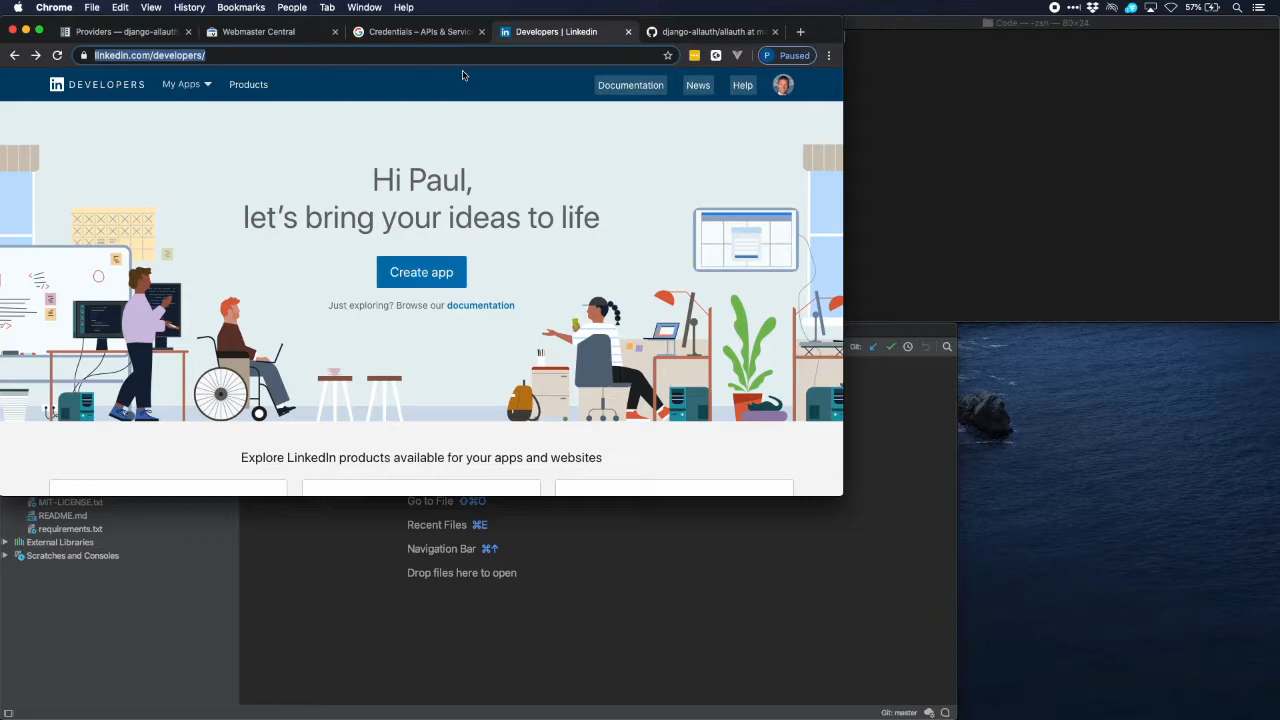 Chrome File Edit View History Bookmarks People Tab Window Help 57%
Providers — django-allauth Webmaster Central Credentials – APIs & Servic Developers | LinkedIn django-allauth/allauth at m
Code — -zsh — 80×24
linkedin.com/developers/ P Paused
in DEVELOPERS My Apps Products Documentation News Help
Hi Paul,
let's bring your ideas to life
Create app
Just exploring? Browse our documentation
Git:
Explore LinkedIn products available for your apps and websites
MIT-LICENSE.txt
README.md
requirements.txt
External Libraries
Scratches and Consoles
Go to File ⇧⌘O
Recent Files ⌘E
Navigation Bar ⌘↑
Drop files here to open
Git: master